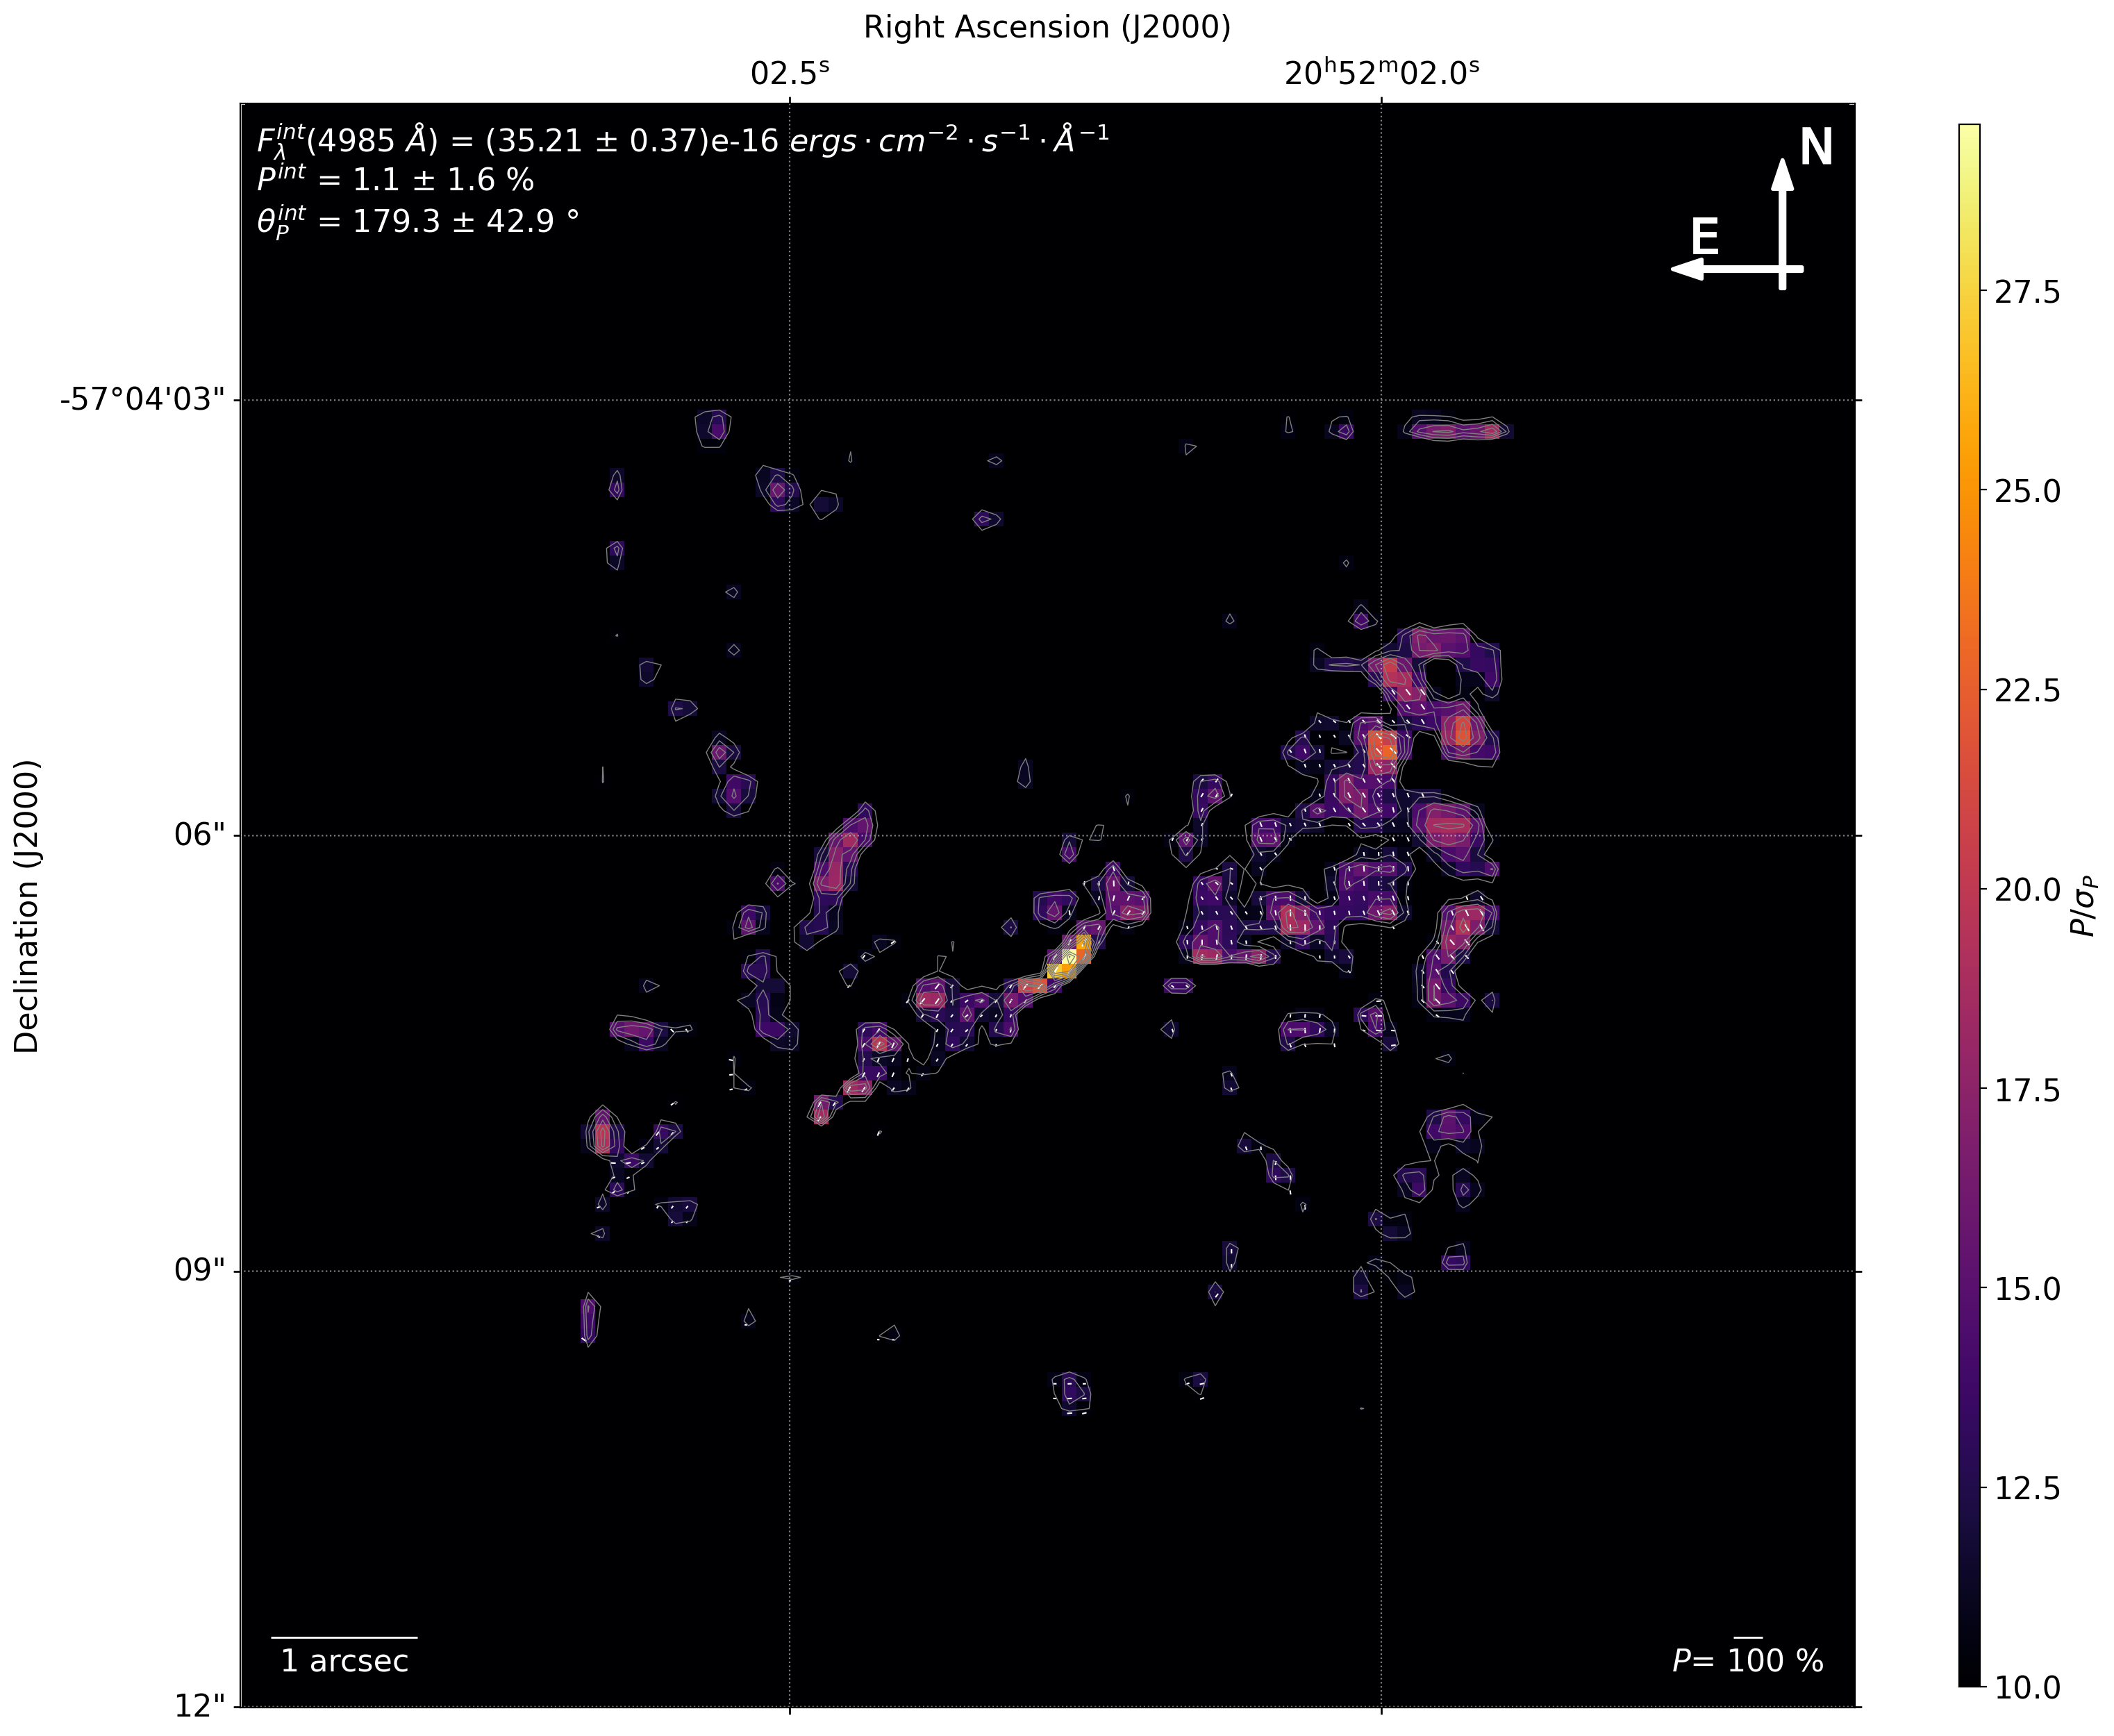 Right Ascension (J2000)
02.5ˢ
20ʰ52ᵐ02.0ˢ
F_λ^int(4985 Å) = (35.21 ± 0.37)e-16 ergs · cm⁻² · s⁻¹ · Å⁻¹
P^int = 1.1 ± 1.6 %
θ_P^int = 179.3 ± 42.9 °
N
E
-57°04'03"
06"
09"
12"
Declination (J2000)
1 arcsec
P= 100 %
27.5
25.0
22.5
20.0
17.5
15.0
12.5
10.0
P/σ_P